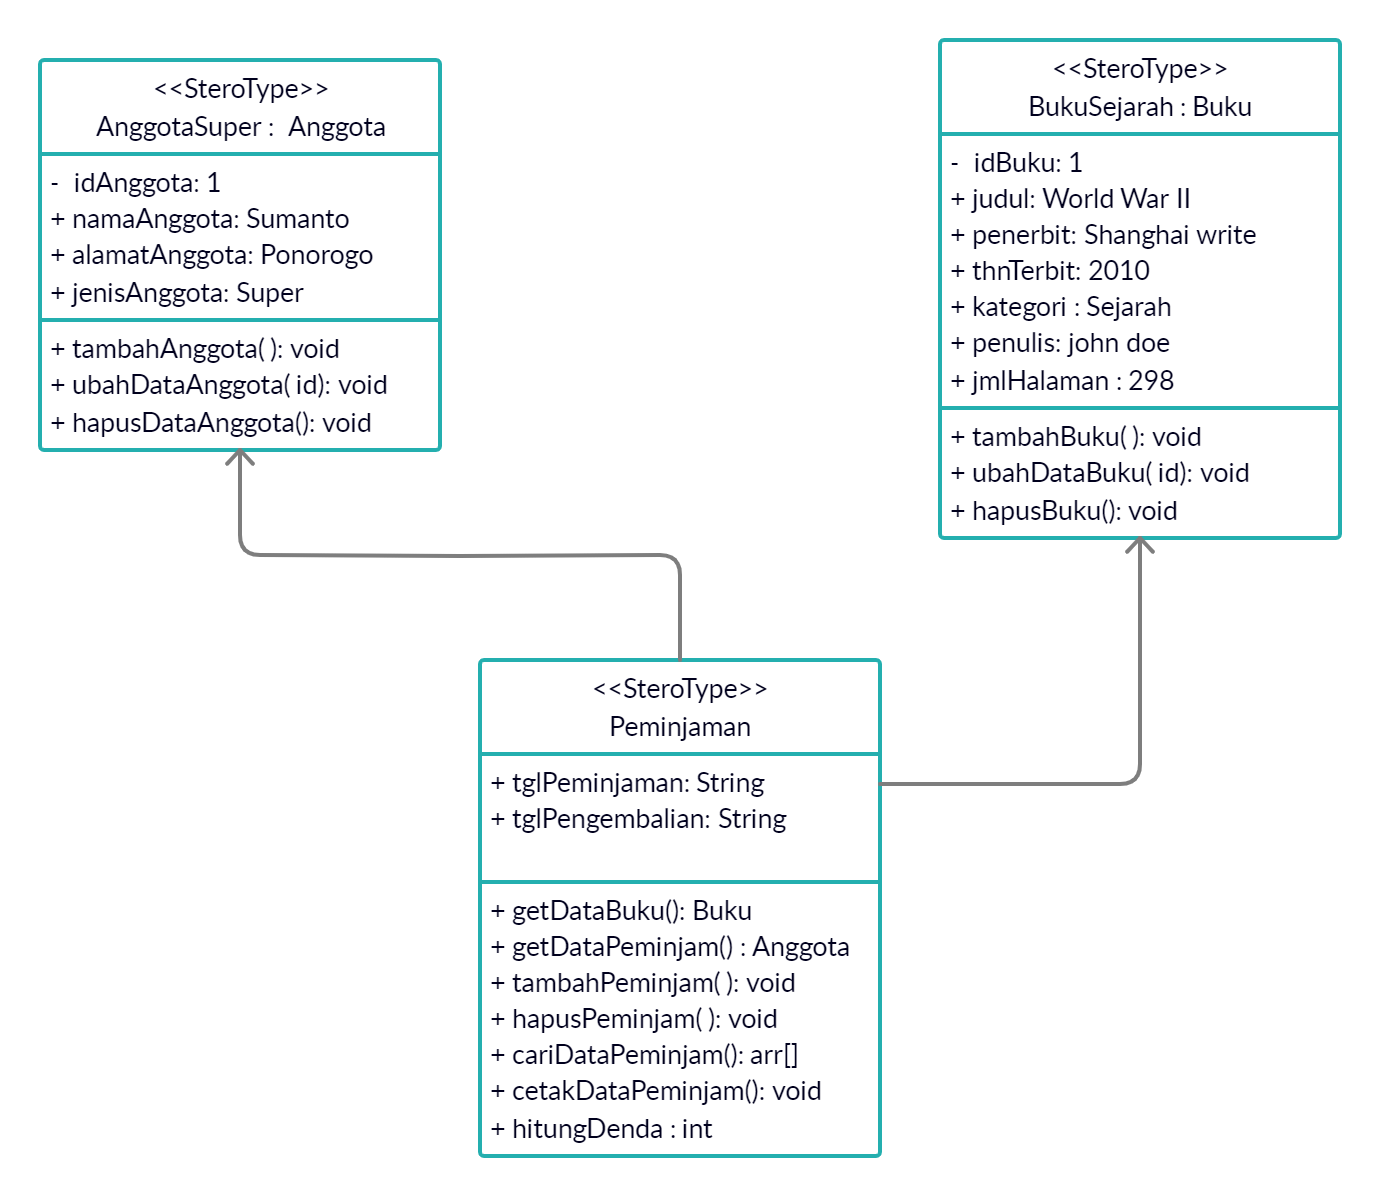 <<SteroType>>
AnggotaSuper :  Anggota
-  idAnggota: 1
+ namaAnggota: Sumanto
+ alamatAnggota: Ponorogo
+ jenisAnggota: Super
+ tambahAnggota( ): void
+ ubahDataAnggota( id): void
+ hapusDataAnggota(): void
<<SteroType>>
BukuSejarah : Buku
-  idBuku: 1
+ judul: World War II
+ penerbit: Shanghai write
+ thnTerbit: 2010
+ kategori : Sejarah
+ penulis: john doe
+ jmlHalaman : 298
+ tambahBuku( ): void
+ ubahDataBuku( id): void
+ hapusBuku(): void
<<SteroType>>
Peminjaman
+ tglPeminjaman: String
+ tglPengembalian: String
+ getDataBuku(): Buku
+ getDataPeminjam() : Anggota
+ tambahPeminjam( ): void
+ hapusPeminjam( ): void
+ cariDataPeminjam(): arr[]
+ cetakDataPeminjam(): void
+ hitungDenda : int